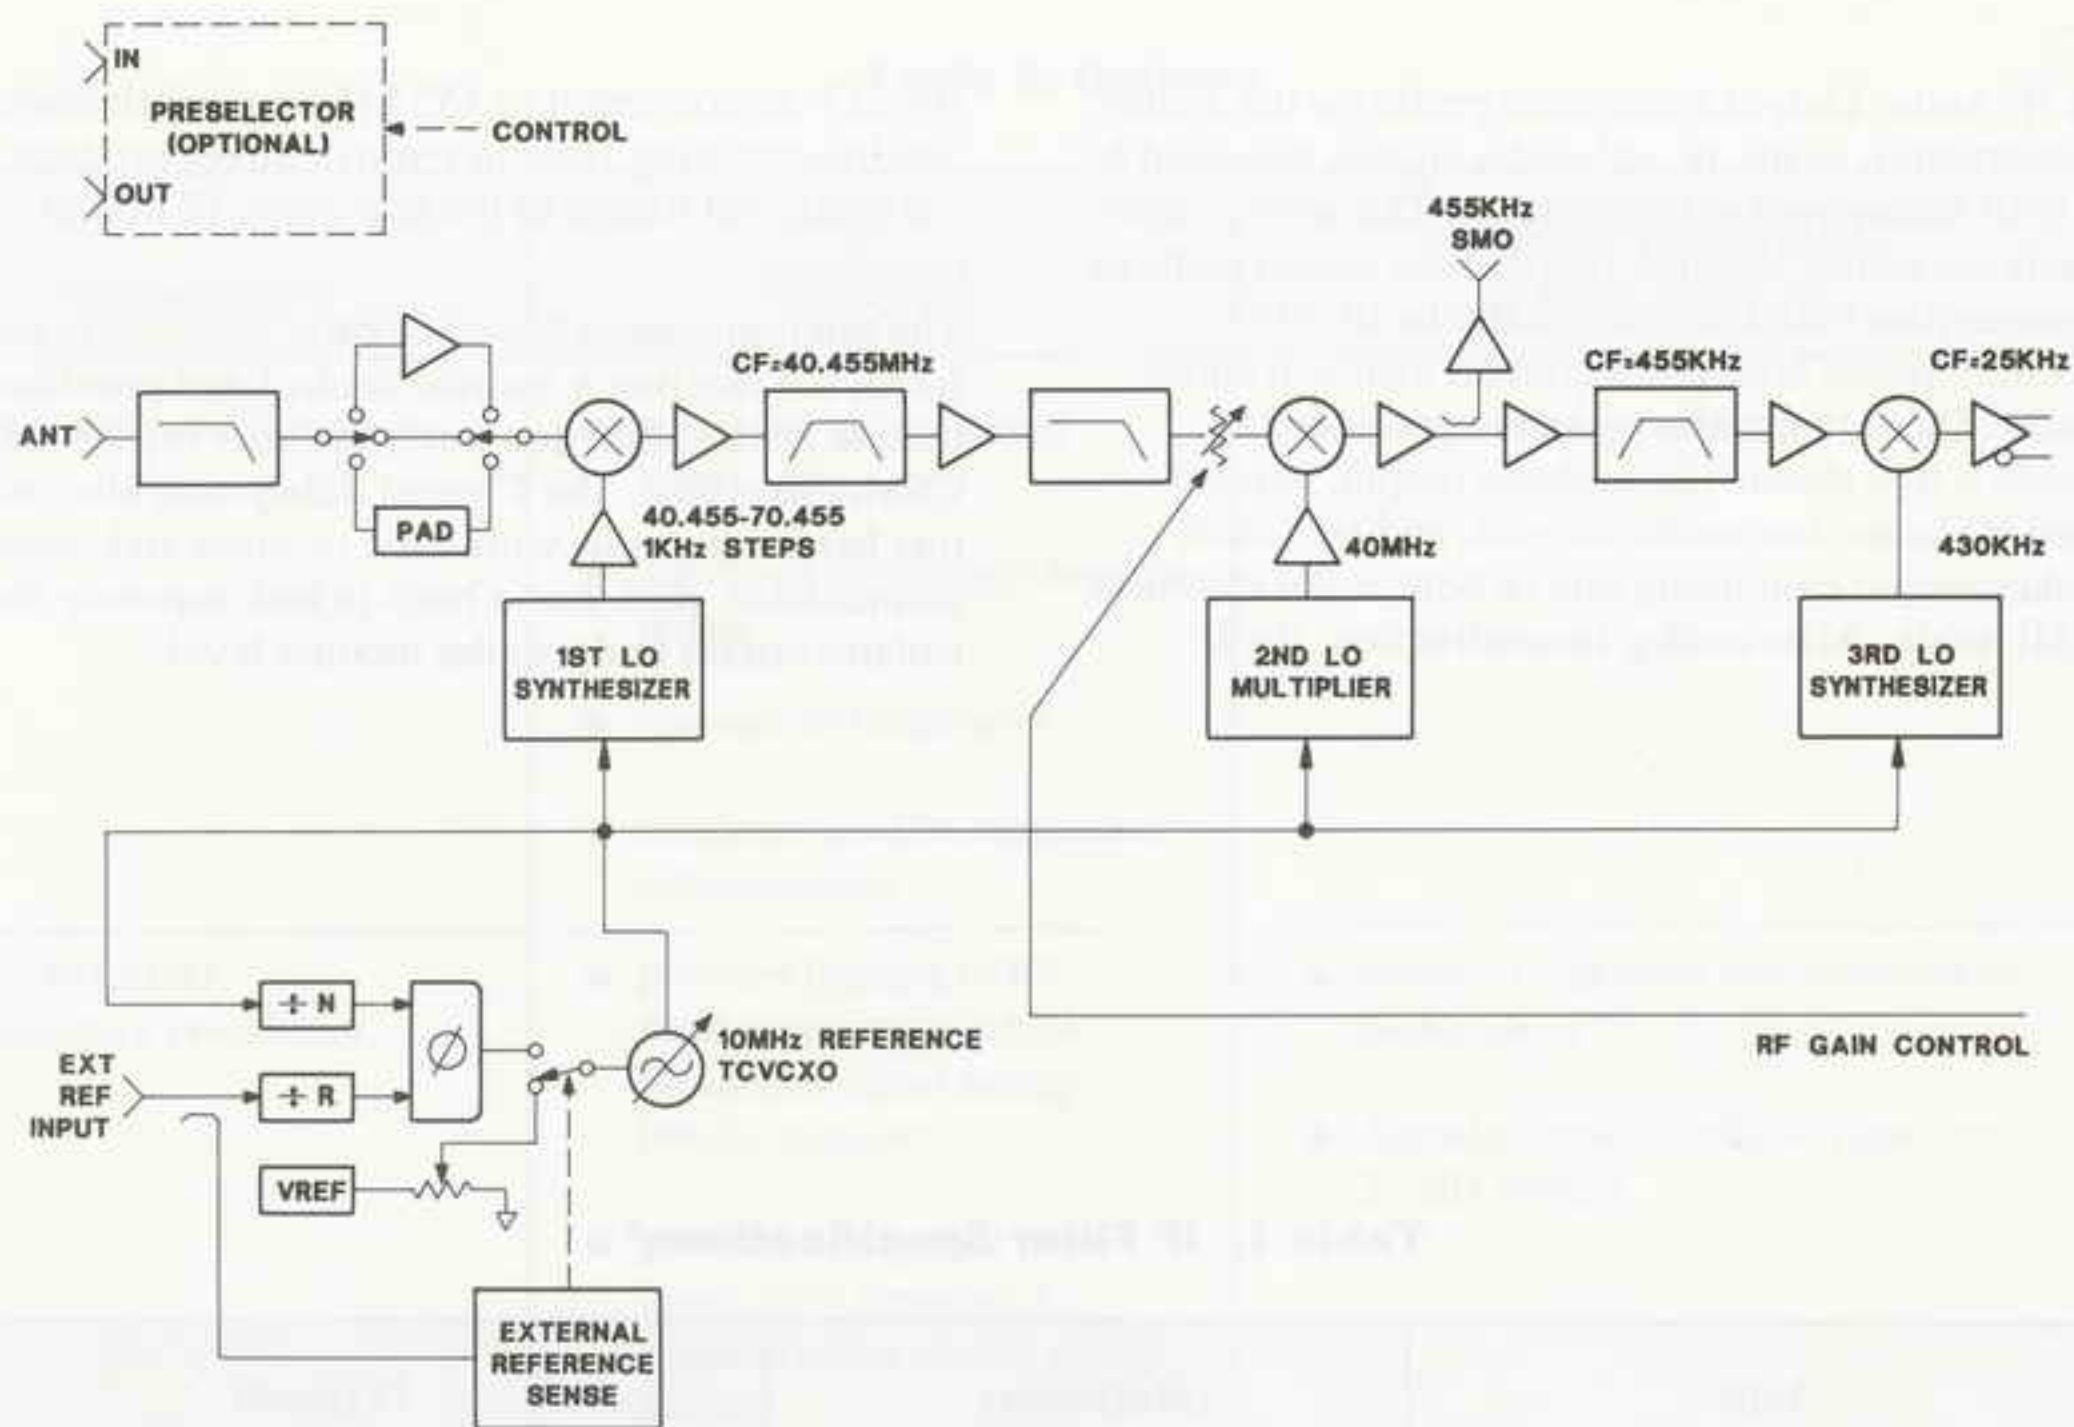 IN
PRESELECTOR
(OPTIONAL)
OUT
CONTROL
455KHz
SMO
CF=40.455MHz
CF=455KHz
CF=25KHz
ANT
PAD
40.455-70.455
1KHz STEPS
40MHz
430KHz
1ST LO
SYNTHESIZER
2ND LO
MULTIPLIER
3RD LO
SYNTHESIZER
÷ N
Ø
10MHz REFERENCE
TCVCXO
RF GAIN CONTROL
EXT
REF
INPUT
÷ R
VREF
EXTERNAL
REFERENCE
SENSE